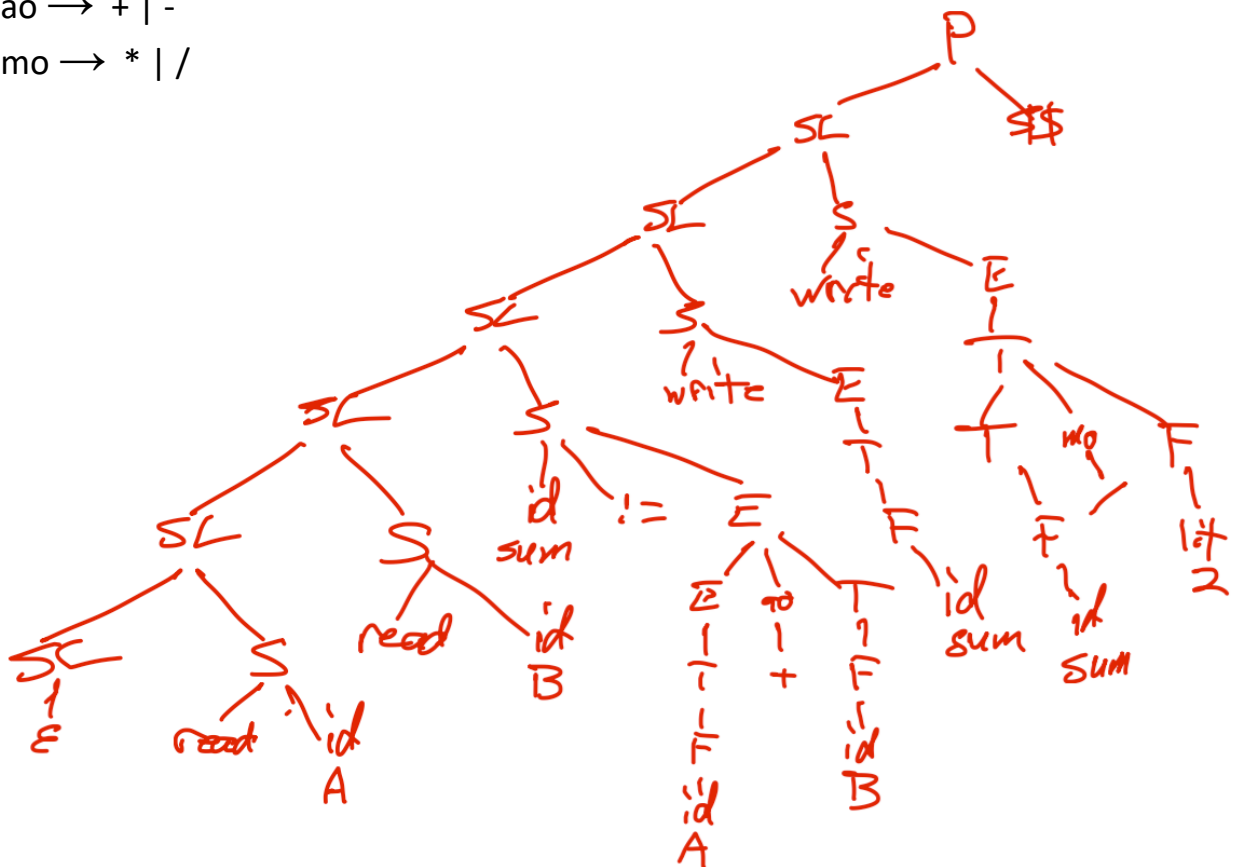 ao → + | -
mo → * | /
P
SL $$
SL S
write E
SL S
write E T
SL S T mo F
T
id sum != E
SL S F F lit 2
/
E ao T id sum id sum
read id B
SL S T + F
ε read id A
F id B
id A